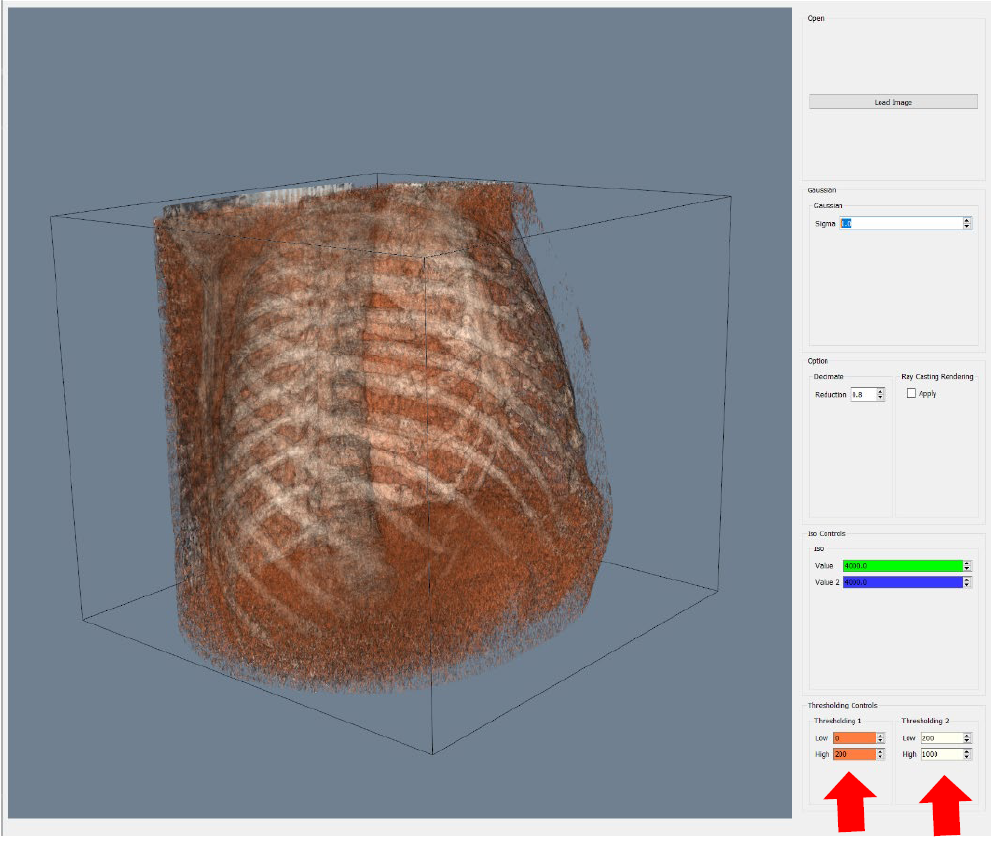 Open
Load Image
Gaussian
Gaussian
Sigma 1.0
Option
Decimate
Reduction 0.8
Ray Casting Rendering
Apply
Iso Controls
Iso
Value 4000.0
Value 2 4000.0
Thresholding Controls
Thresholding 1
Low 0
High 200
Thresholding 2
Low 200
High 1000